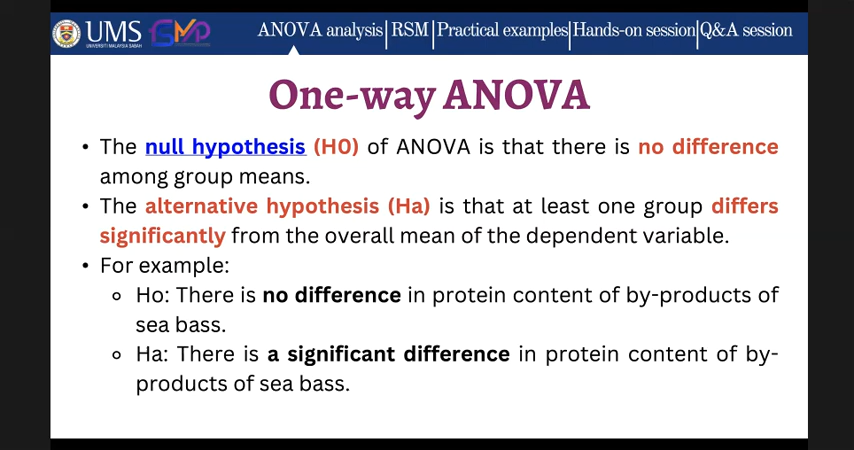 UMS
UNIVERSITI MALAYSIA SABAH
ANOVA analysis| RSM |Practical examples|Hands-on session|Q&A session
One-way ANOVA
• The null hypothesis (H0) of ANOVA is that there is no difference
among group means.
• The alternative hypothesis (Ha) is that at least one group differs
significantly from the overall mean of the dependent variable.
• For example:
○ Ho: There is no difference in protein content of by-products of
sea bass.
○ Ha: There is a significant difference in protein content of by-
products of sea bass.